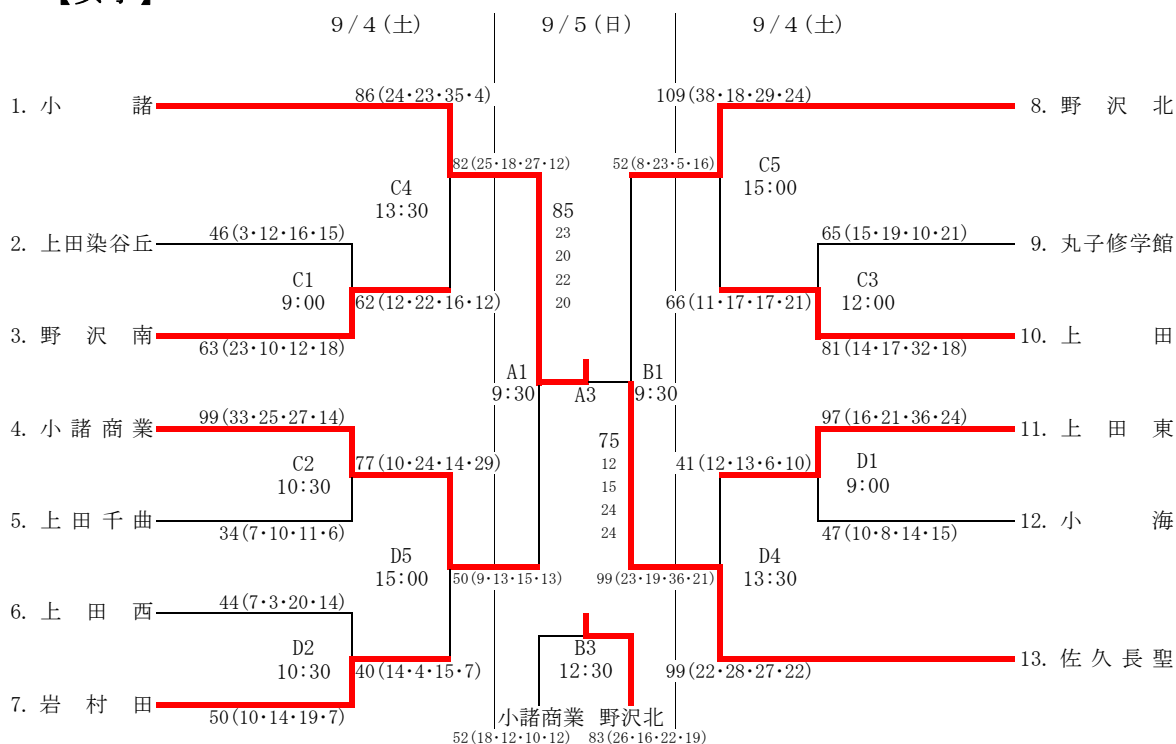 9/4(土) 9/5(日) 9/4(土)
86(24·23·35·4) 109(38·18·29·24)
1. 小諸 8. 野沢北
82(25·18·27·12) 52(8·23·5·16)
C4 C5
13:30 15:00
85
23
20
22
20
46(3·12·16·15) 65(15·19·10·21)
2. 上田染谷丘 9. 丸子修学館
C1 C3
9:00 12:00
62(12·22·16·12) 66(11·17·17·21)
3. 野沢南 10. 上田
63(23·10·12·18) 81(14·17·32·18)
A1 B1
9:30 A3 9:30
99(33·25·27·14) 97(16·21·36·24)
4. 小諸商業 11. 上田東
75
12
15
24
24
77(10·24·14·29) 41(12·13·6·10)
C2 D1
10:30 9:00
5. 上田千曲 12. 小海
34(7·10·11·6) 47(10·8·14·15)
D5 D4
15:00 13:30
50(9·13·15·13) 99(23·19·36·21)
44(7·3·20·14)
6. 上田西
D2 B3
10:30 12:30
40(14·4·15·7) 99(22·28·27·22)
13. 佐久長聖
7. 岩村田
50(10·14·19·7)
小諸商業 野沢北
52(18·12·10·12) 83(26·16·22·19)